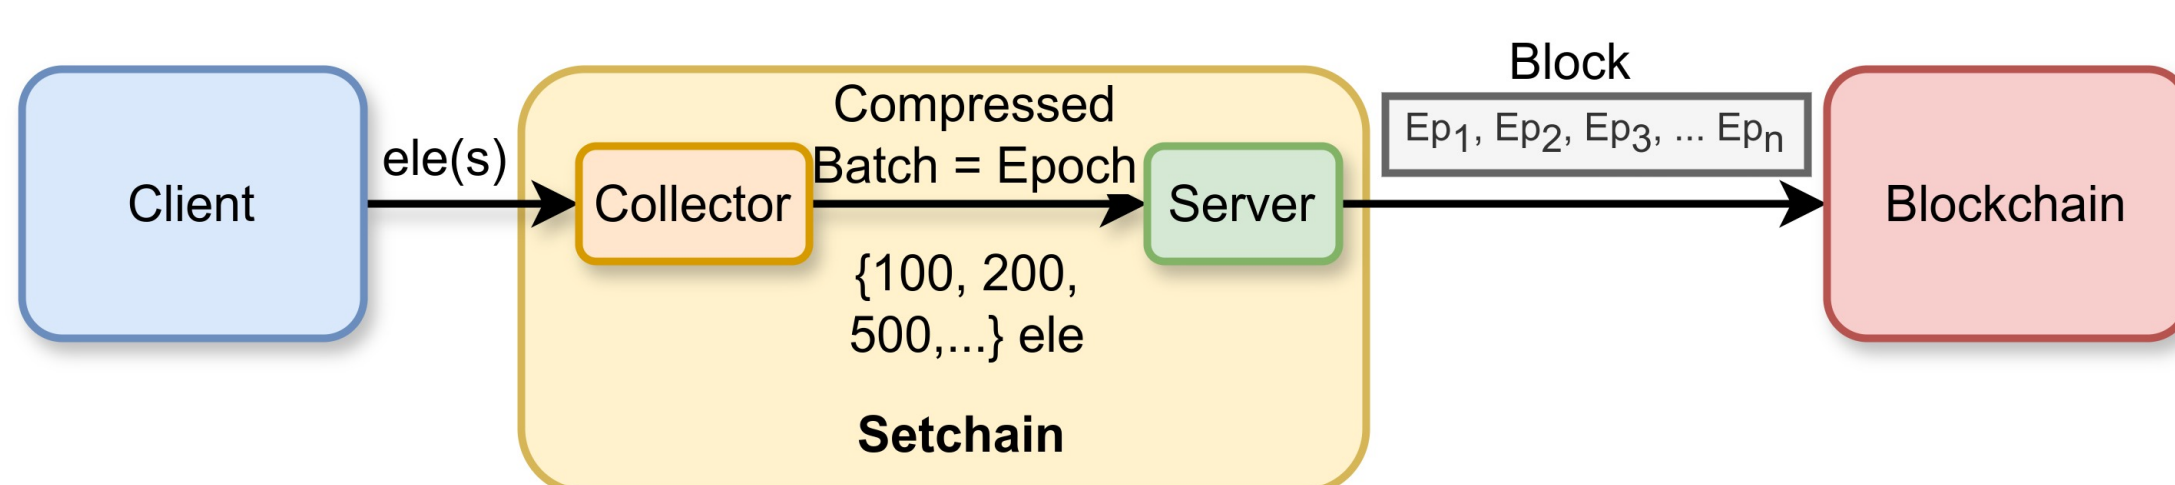 Client
ele(s)
Collector
Compressed
Batch = Epoch
{100, 200,
500,...} ele
Server
Setchain
Block
Ep1, Ep2, Ep3, ... Epn
Blockchain